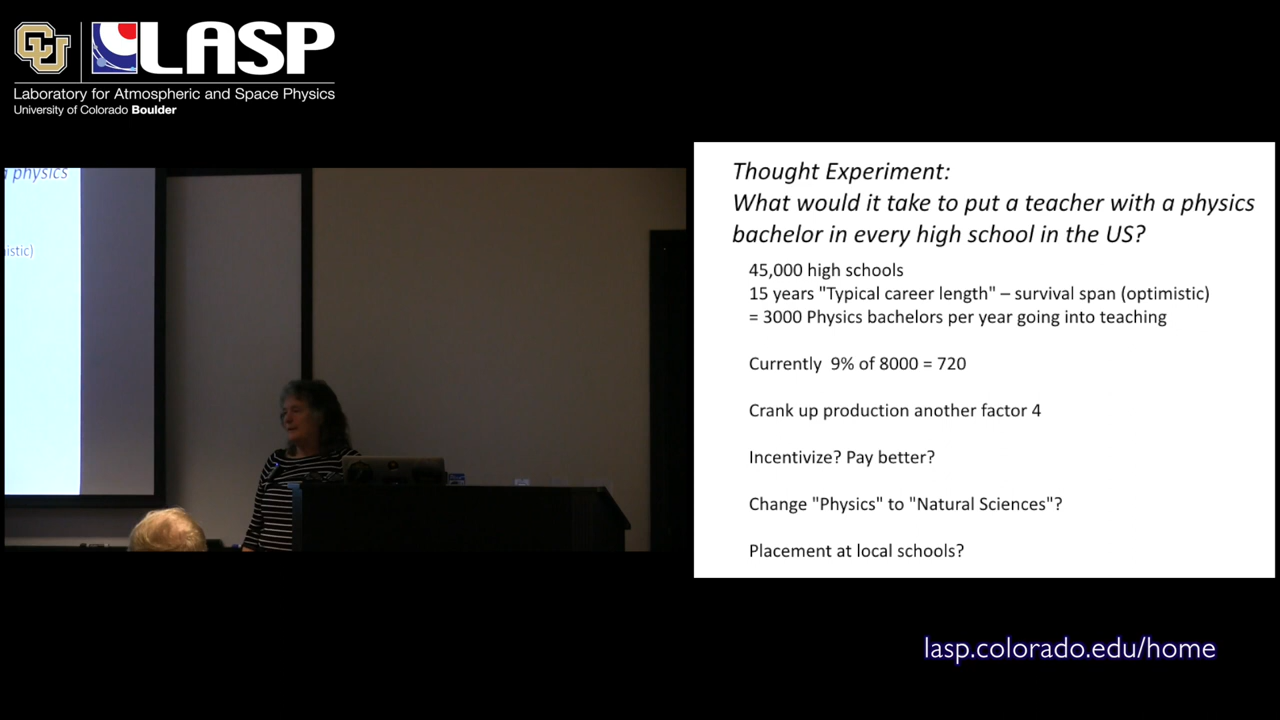 CU
LASP
Laboratory for Atmospheric and Space Physics
University of Colorado Boulder
physics
istic)
Thought Experiment:
What would it take to put a teacher with a physics
bachelor in every high school in the US?
45,000 high schools
15 years "Typical career length" – survival span (optimistic)
= 3000 Physics bachelors per year going into teaching
Currently 9% of 8000 = 720
Crank up production another factor 4
Incentivize? Pay better?
Change "Physics" to "Natural Sciences"?
Placement at local schools?
lasp.colorado.edu/home